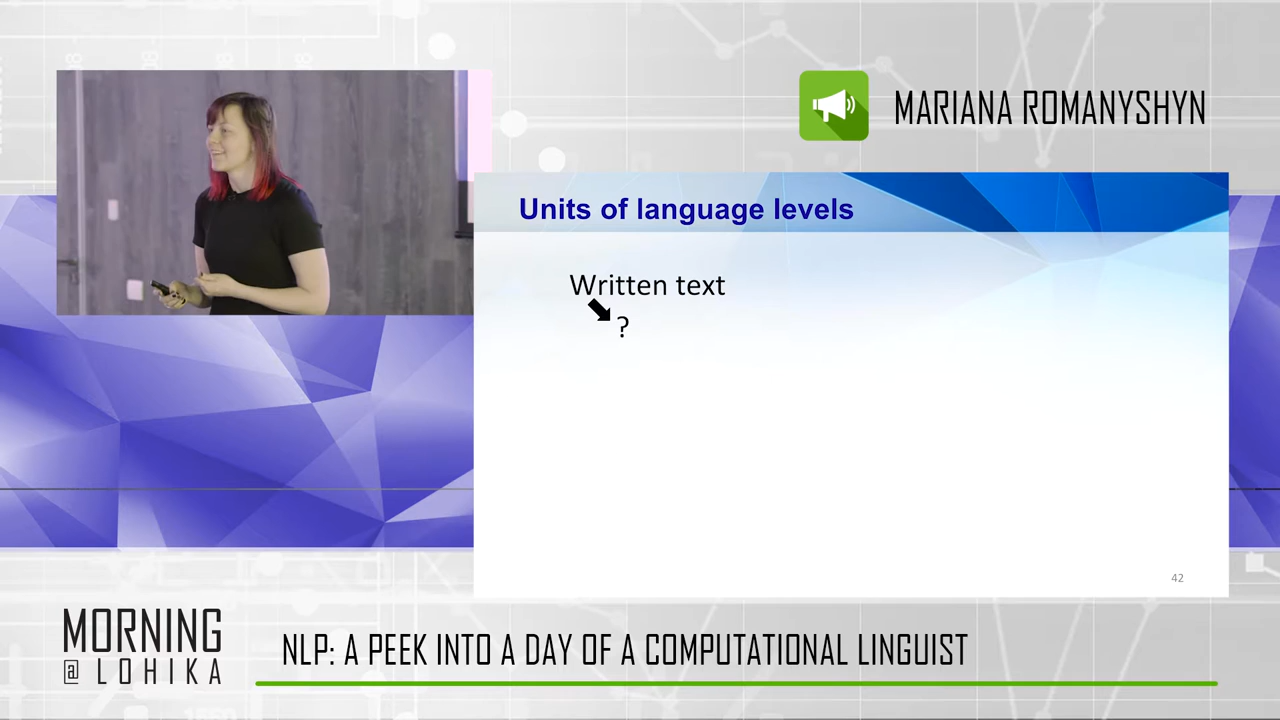 MARIANA ROMANYSHYN
Units of language levels
Written text
?
42
MORNING
@ LOHIKA
NLP: A PEEK INTO A DAY OF A COMPUTATIONAL LINGUIST